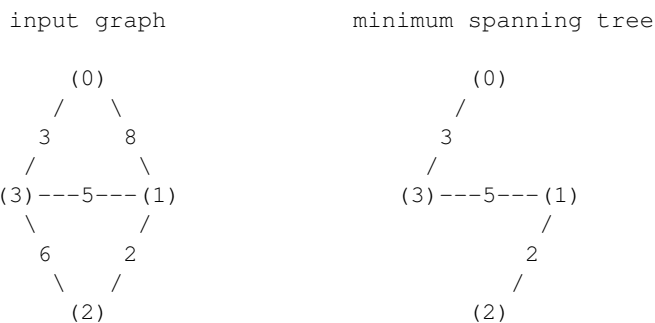 input graph minimum spanning tree
(0) (0)
/ \ /
3 8 3
/ \ /
(3)---5---(1) (3)---5---(1)
\ / /
6 2 2
\ / /
(2) (2)